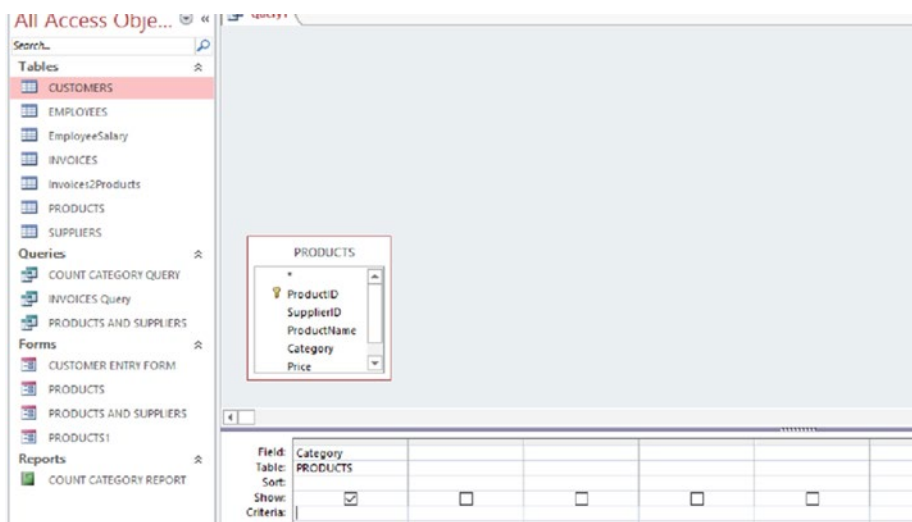 All Access Obje...
Query1
Search...
Tables
CUSTOMERS
EMPLOYEES
EmployeeSalary
INVOICES
Invoices2Products
PRODUCTS
SUPPLIERS
Queries
COUNT CATEGORY QUERY
INVOICES Query
PRODUCTS AND SUPPLIERS
Forms
CUSTOMER ENTRY FORM
PRODUCTS
PRODUCTS AND SUPPLIERS
PRODUCTS1
Reports
COUNT CATEGORY REPORT
PRODUCTS
*
ProductID
SupplierID
ProductName
Category
Price
Field: Category
Table: PRODUCTS
Sort:
Show:
Criteria: